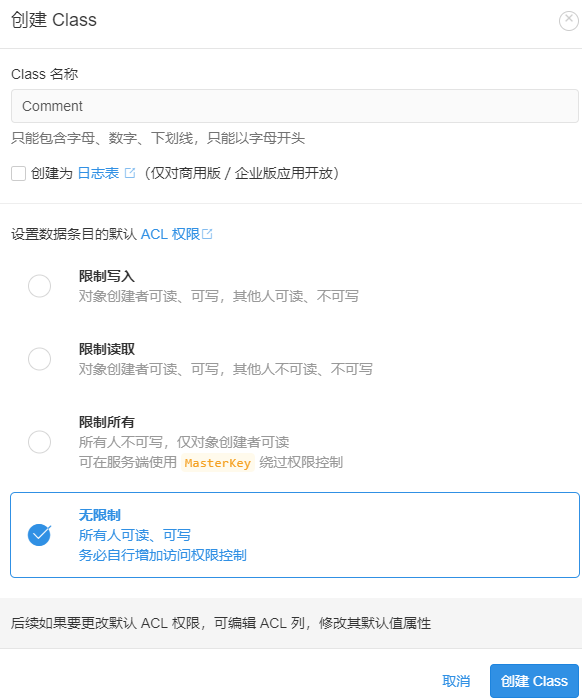 创建 Class
Class 名称
Comment
只能包含字母、数字、下划线，只能以字母开头
创建为 日志表（仅对商用版 / 企业版应用开放）
设置数据条目的默认 ACL 权限
限制写入
对象创建者可读、可写，其他人可读、不可写
限制读取
对象创建者可读、可写，其他人不可读、不可写
限制所有
所有人不可写，仅对象创建者可读
可在服务端使用 MasterKey 绕过权限控制
无限制
所有人可读、可写
务必自行增加访问权限控制
后续如果要更改默认 ACL 权限，可编辑 ACL 列，修改其默认值属性
取消 创建 Class